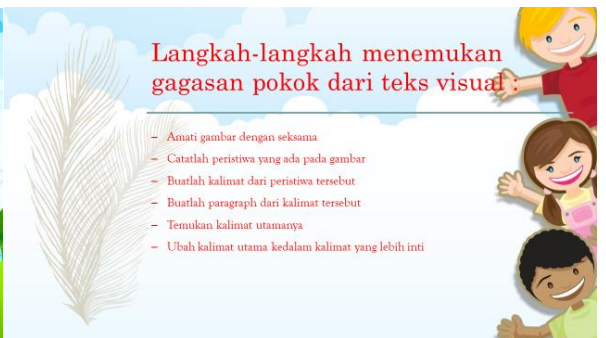 Langkah-langkah menemukan
gagasan pokok dari teks visual :
– Amati gambar dengan seksama
– Catatlah peristiwa yang ada pada gambar
– Buatlah kalimat dari peristiwa tersebut
– Buatlah paragraph dari kalimat tersebut
– Temukan kalimat utamanya
– Ubah kalimat utama kedalam kalimat yang lebih inti